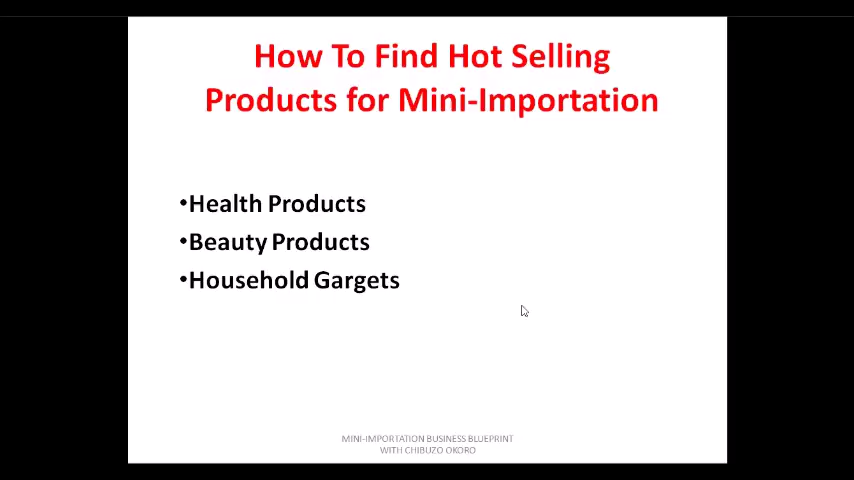 How To Find Hot Selling
Products for Mini-Importation
•Health Products
•Beauty Products
•Household Gargets
MINI-IMPORTATION BUSINESS BLUEPRINT
WITH CHIBUZO OKORO